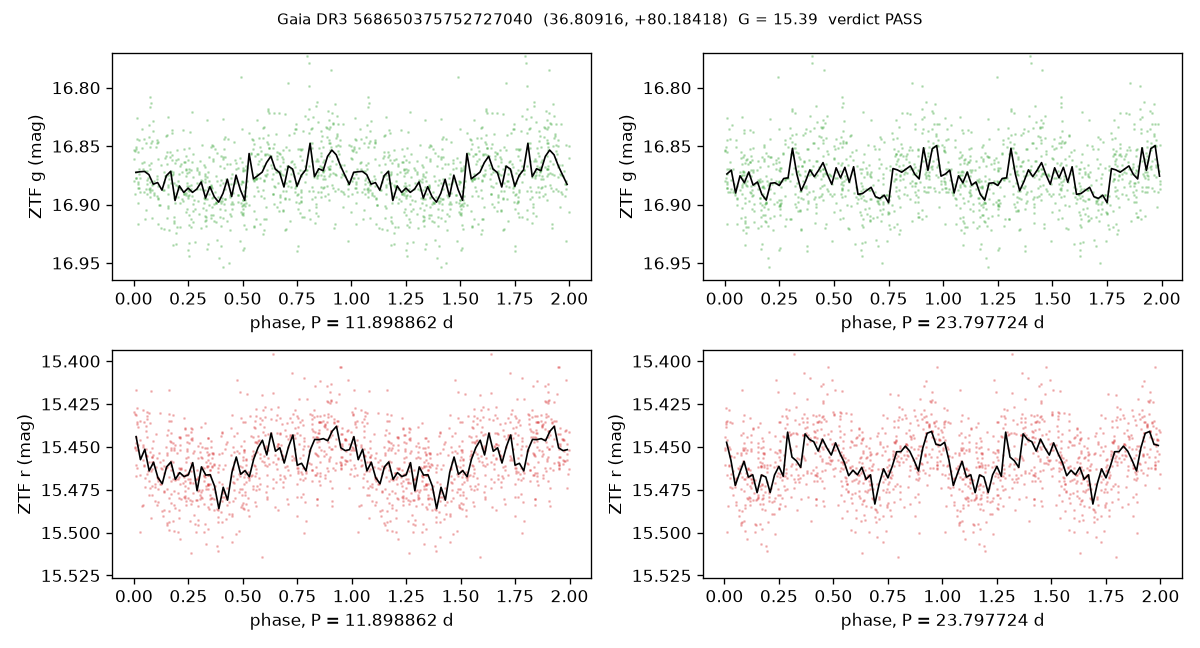 Gaia DR3 568650375752727040 (36.80916, +80.18418) G = 15.39 verdict PASS
ZTF g (mag)
16.80
16.85
16.90
16.95
0.00 0.25 0.50 0.75 1.00 1.25 1.50 1.75 2.00
phase, P = 11.898862 d
ZTF g (mag)
16.80
16.85
16.90
16.95
0.00 0.25 0.50 0.75 1.00 1.25 1.50 1.75 2.00
phase, P = 23.797724 d
ZTF r (mag)
15.400
15.425
15.450
15.475
15.500
15.525
0.00 0.25 0.50 0.75 1.00 1.25 1.50 1.75 2.00
phase, P = 11.898862 d
ZTF r (mag)
15.400
15.425
15.450
15.475
15.500
15.525
0.00 0.25 0.50 0.75 1.00 1.25 1.50 1.75 2.00
phase, P = 23.797724 d